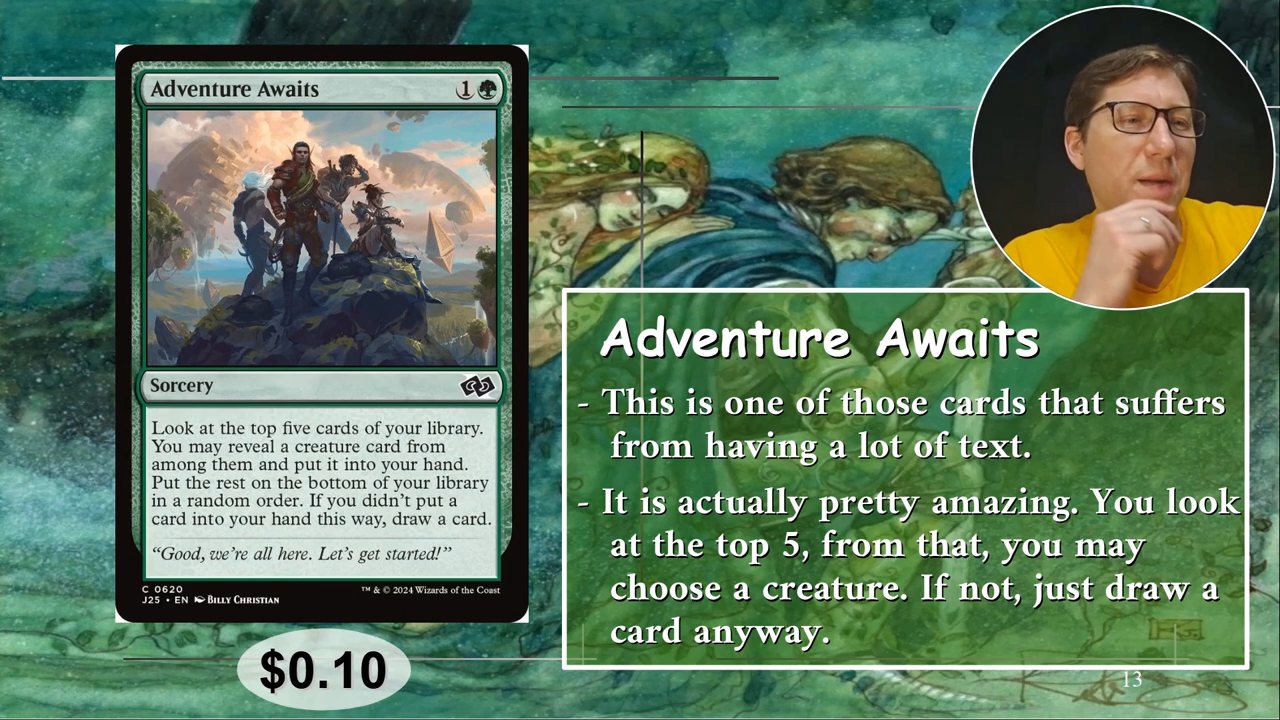 Adventure Awaits 1
Sorcery
Look at the top five cards of your library.
You may reveal a creature card from
among them and put it into your hand.
Put the rest on the bottom of your library
in a random order. If you didn't put a
card into your hand this way, draw a card.
"Good, we're all here. Let's get started!"
C 0620
J25 • EN BILLY CHRISTIAN
™ & © 2024 Wizards of the Coast
$0.10
Adventure Awaits
- This is one of those cards that suffers
from having a lot of text.
- It is actually pretty amazing. You look
at the top 5, from that, you may
choose a creature. If not, just draw a
card anyway.
13